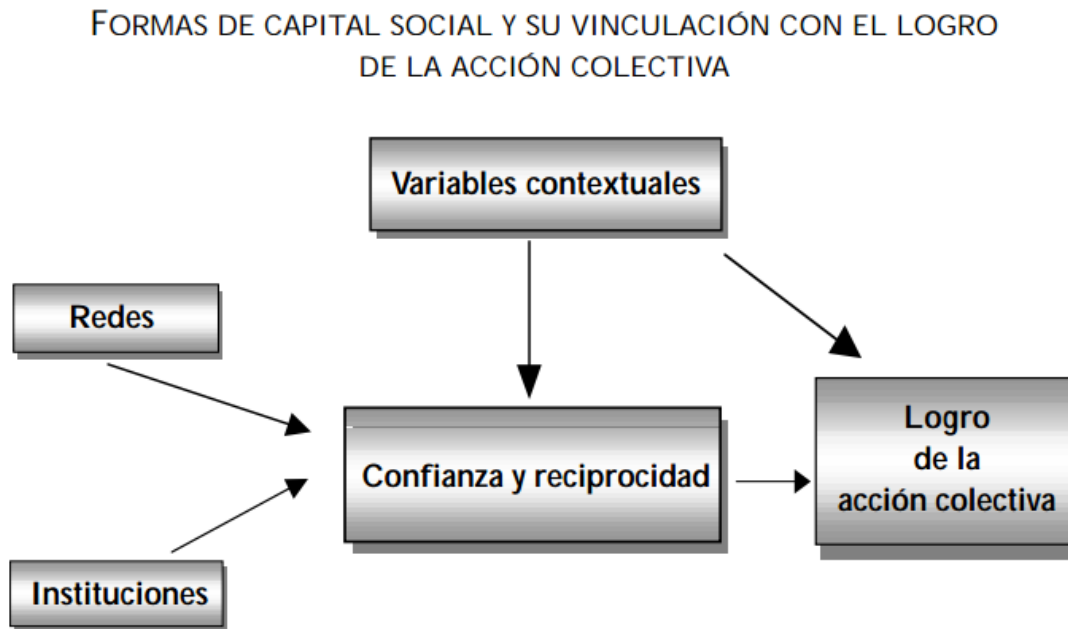 FORMAS DE CAPITAL SOCIAL Y SU VINCULACIÓN CON EL LOGRO
DE LA ACCIÓN COLECTIVA
Variables contextuales
Redes
Confianza y reciprocidad
Logro
de la
acción colectiva
Instituciones